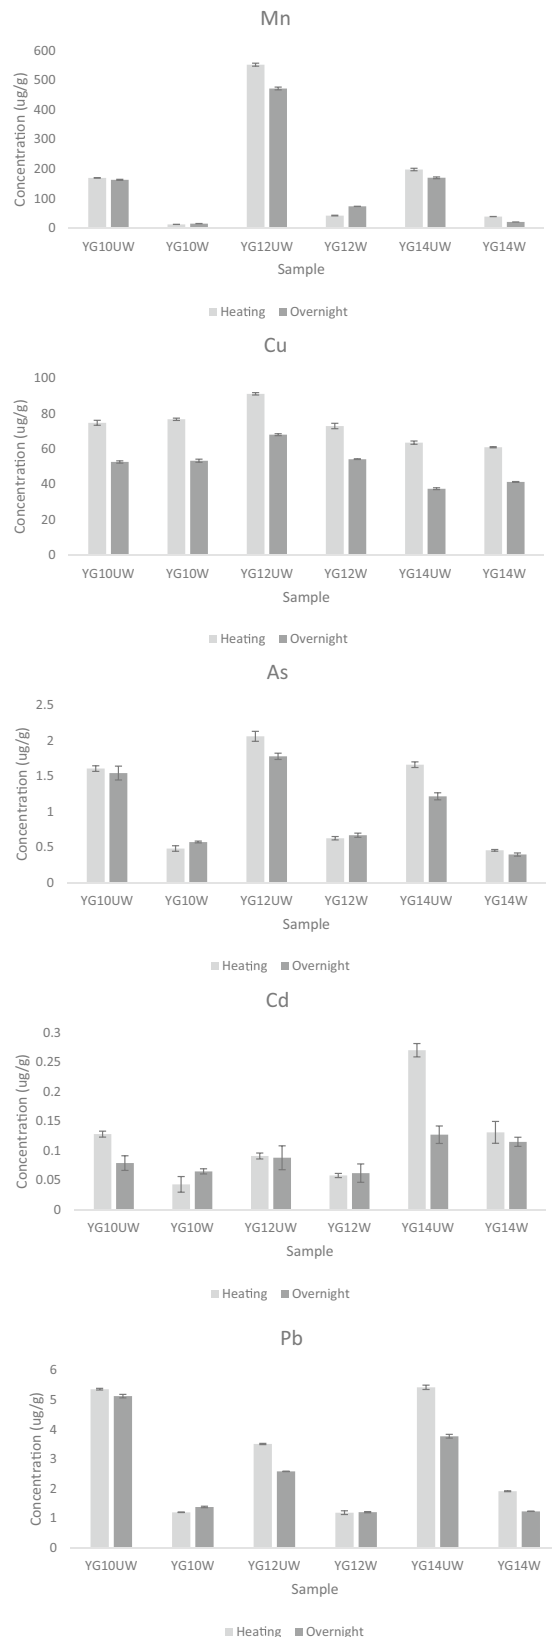 Mn
Concentration (ug/g)
600
500
400
300
200
100
0
YG10UW YG10W YG12UW YG12W YG14UW YG14W
Sample
Heating Overnight
Cu
Concentration (ug/g)
100
80
60
40
20
0
YG10UW YG10W YG12UW YG12W YG14UW YG14W
Sample
Heating Overnight
As
Concentration (ug/g)
2.5
2
1.5
1
0.5
0
YG10UW YG10W YG12UW YG12W YG14UW YG14W
Sample
Heating Overnight
Cd
Concentration (ug/g)
0.3
0.25
0.2
0.15
0.1
0.05
0
YG10UW YG10W YG12UW YG12W YG14UW YG14W
Sample
Heating Overnight
Pb
Concentration (ug/g)
6
5
4
3
2
1
0
YG10UW YG10W YG12UW YG12W YG14UW YG14W
Sample
Heating Overnight